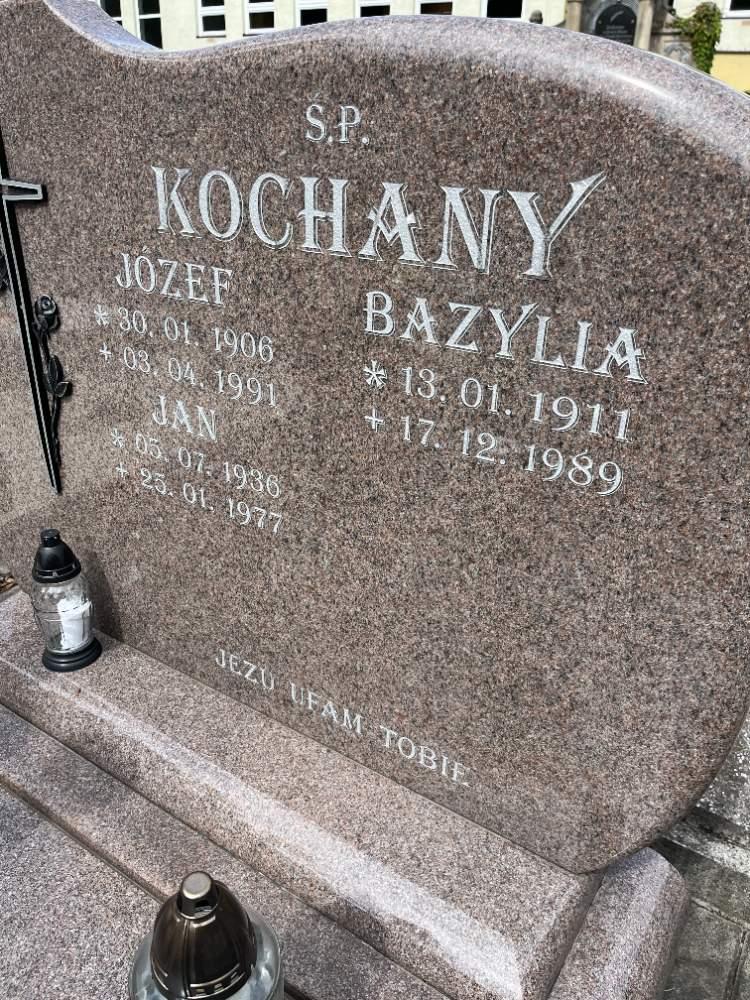 Ś.P.
KOCHANY
JÓZEF
* 30. 01. 1906
+ 03. 04. 1991
JAN
* 05. 07. 1936
+ 25. 01. 1977
BAZYLIA
* 13. 01. 1911
+ 17. 12. 1989
JEZU UFAM TOBIE